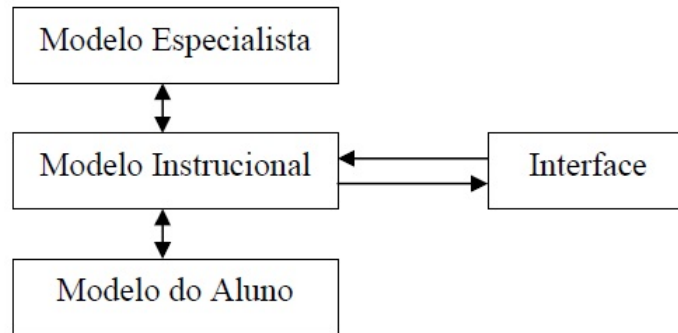 Modelo Especialista
Modelo Instrucional
Interface
Modelo do Aluno